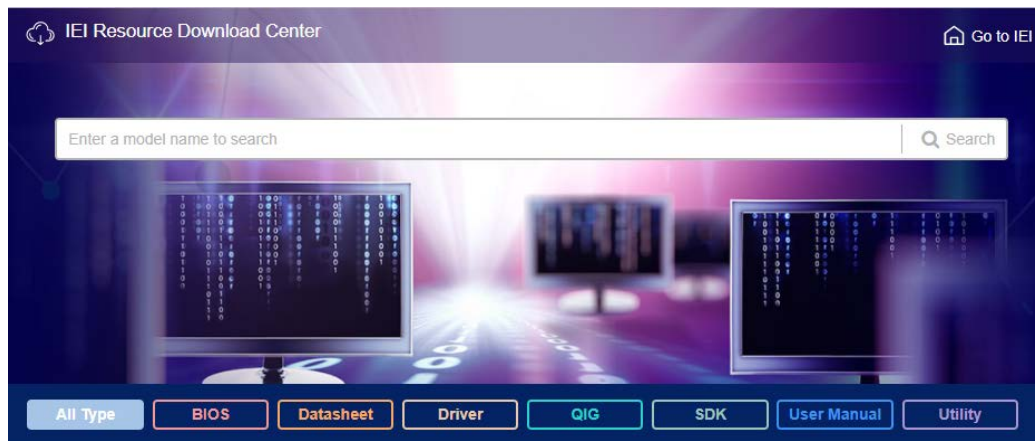 IEI Resource Download Center
Go to IEI
Enter a model name to search
Search
All Type
BIOS
Datasheet
Driver
QIG
SDK
User Manual
Utility